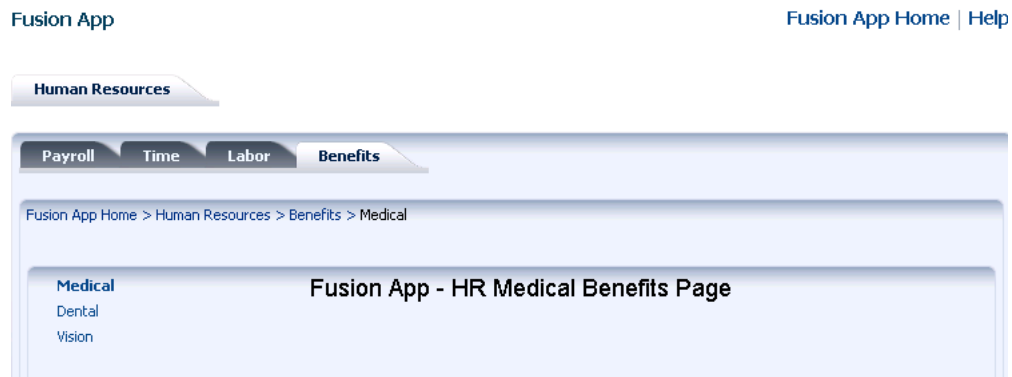 Fusion App
Fusion App Home | Help
Human Resources
Payroll Time Labor Benefits
Fusion App Home > Human Resources > Benefits > Medical
Medical
Fusion App - HR Medical Benefits Page
Dental
Vision